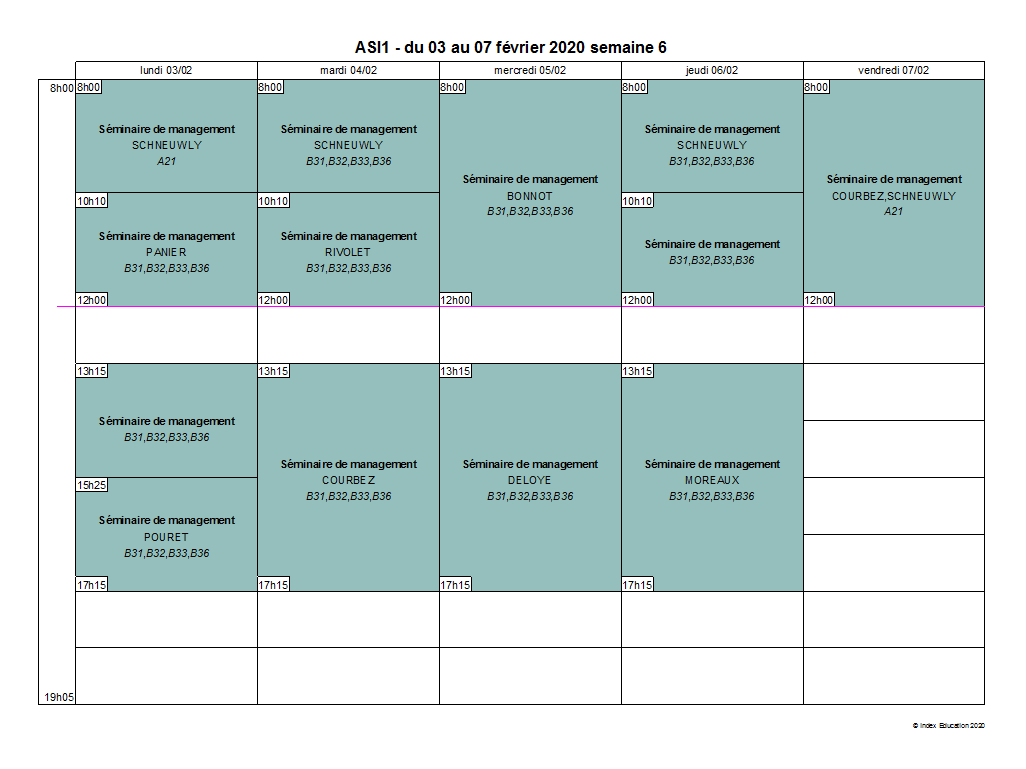 ASI1 - du 03 au 07 février 2020 semaine 6
lundi 03/02
mardi 04/02
mercredi 05/02
jeudi 06/02
vendredi 07/02
8h00
8h00
Séminaire de management
SCHNEUWLY
A21
10h10
Séminaire de management
PANIER
B31,B32,B33,B36
12h00
13h15
Séminaire de management
B31,B32,B33,B36
15h25
Séminaire de management
POURET
B31,B32,B33,B36
17h15
8h00
Séminaire de management
SCHNEUWLY
B31,B32,B33,B36
10h10
Séminaire de management
RIVOLET
B31,B32,B33,B36
12h00
13h15
Séminaire de management
COURBEZ
B31,B32,B33,B36
17h15
8h00
Séminaire de management
BONNOT
B31,B32,B33,B36
12h00
13h15
Séminaire de management
DELOYE
B31,B32,B33,B36
17h15
8h00
Séminaire de management
SCHNEUWLY
B31,B32,B33,B36
10h10
Séminaire de management
B31,B32,B33,B36
12h00
13h15
Séminaire de management
MOREAUX
B31,B32,B33,B36
17h15
8h00
Séminaire de management
COURBEZ,SCHNEUWLY
A21
12h00
19h05
© Index Education 2020